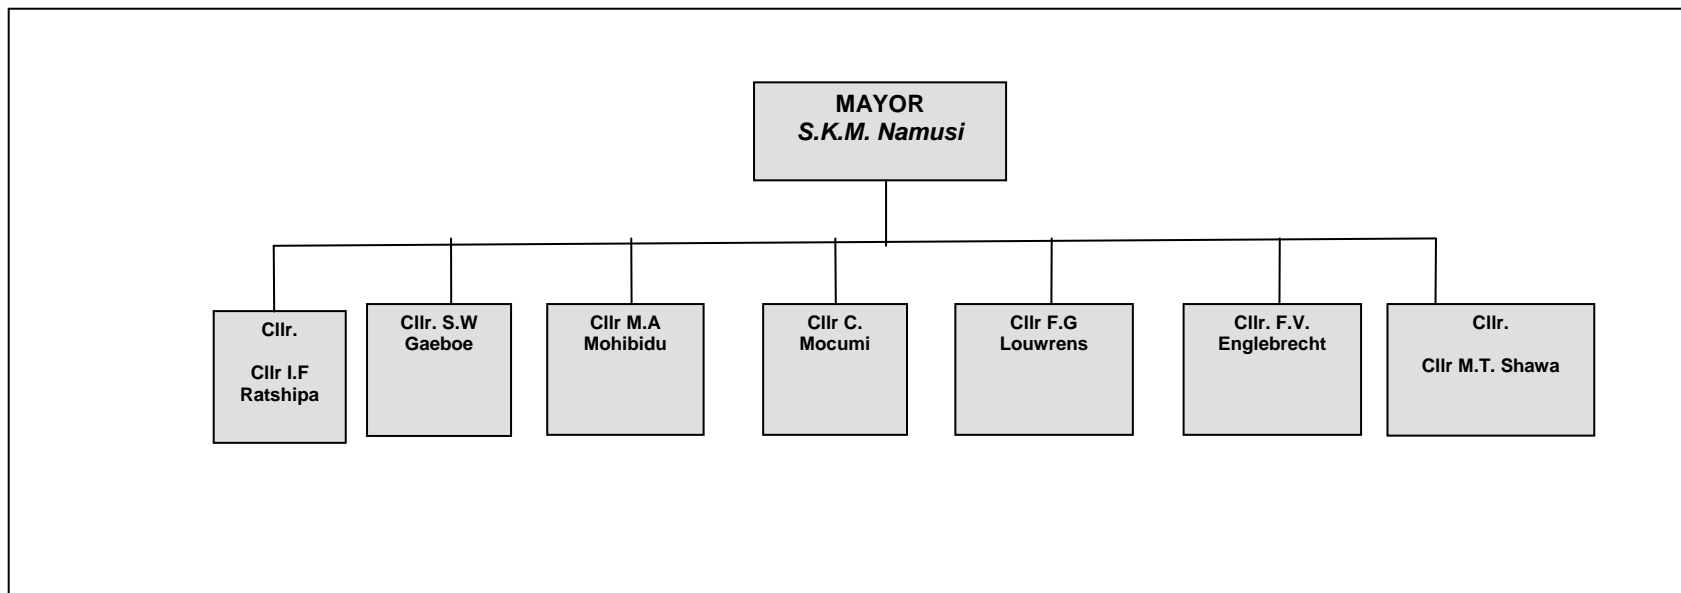 MAYOR
S.K.M. Namusi
Cllr.
Cllr I.F
Ratshipa
Cllr. S.W
Gaeboe
Cllr M.A
Mohibidu
Cllr C.
Mocumi
Cllr F.G
Louwrens
Cllr. F.V.
Englebrecht
Cllr.
Cllr M.T. Shawa